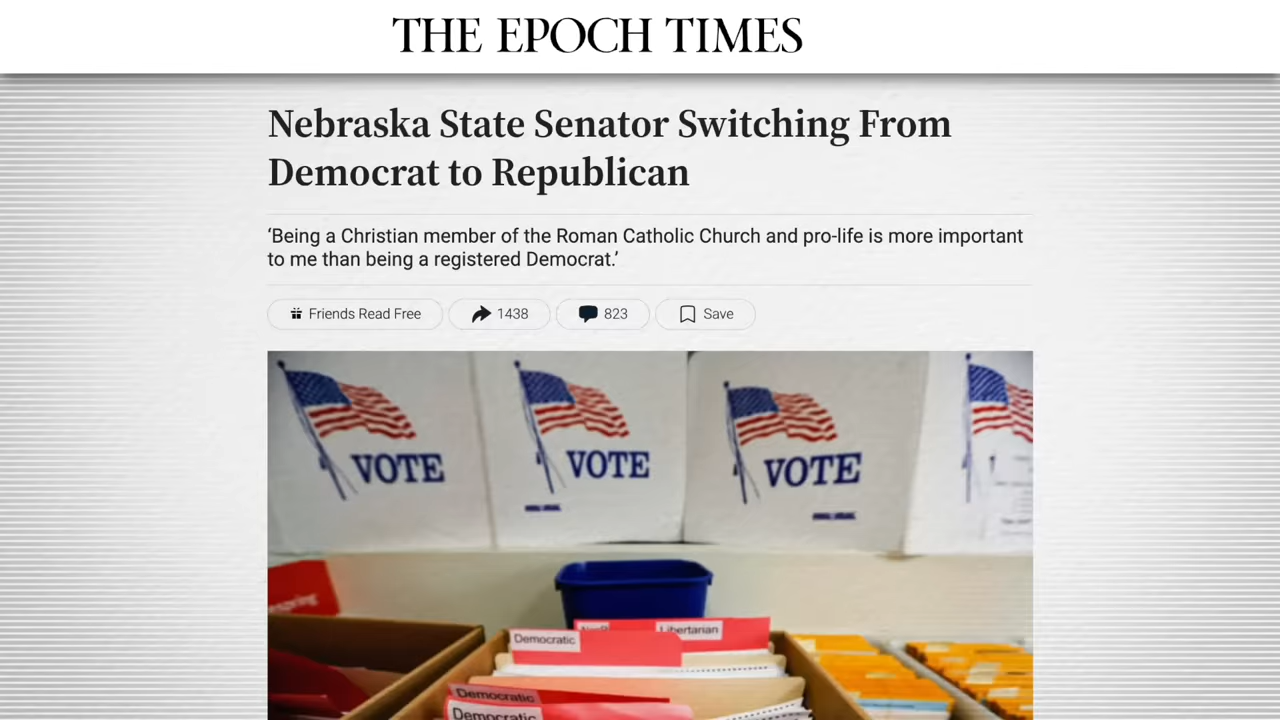 THE EPOCH TIMES
Nebraska State Senator Switching From
Democrat to Republican
‘Being a Christian member of the Roman Catholic Church and pro-life is more important
to me than being a registered Democrat.’
Friends Read Free
1438
823
Save
VOTE
VOTE
VOTE
Democratic
Libertarian
Democratic
Democratic